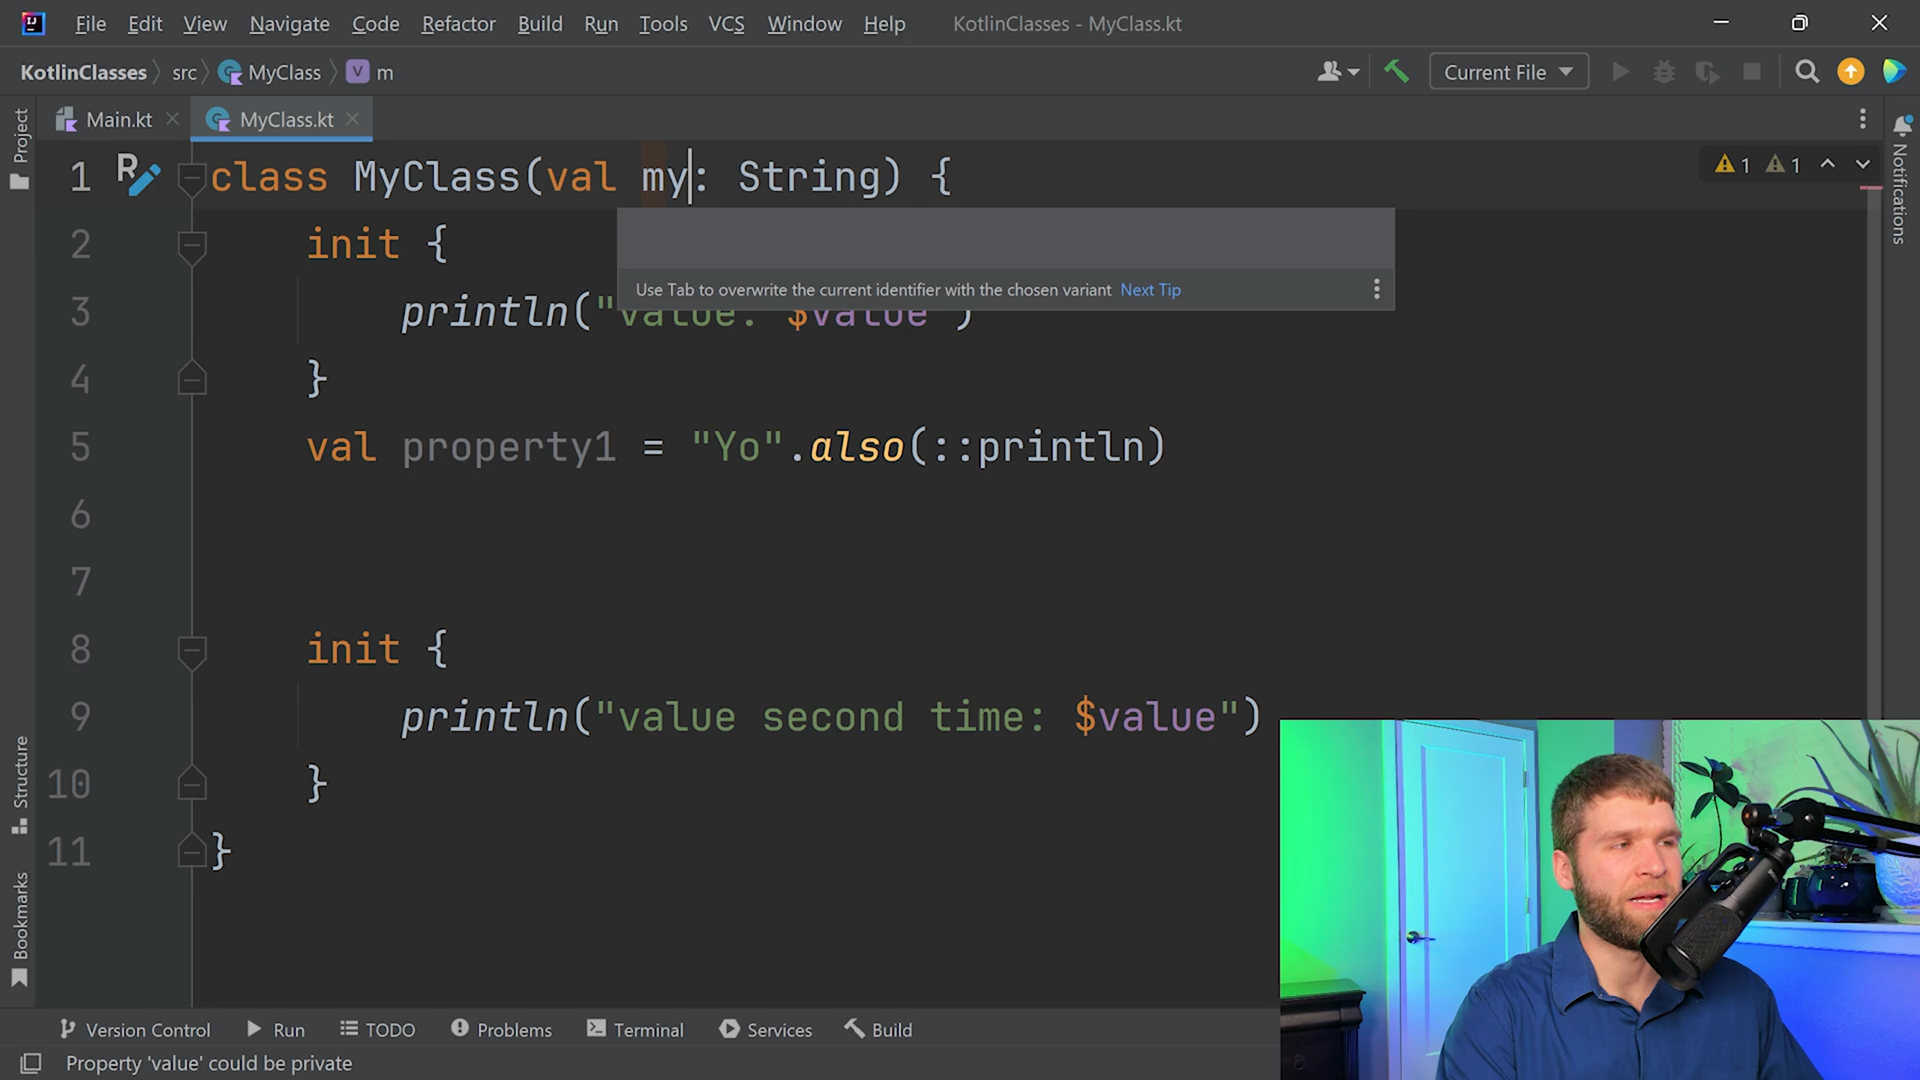 File Edit View Navigate Code Refactor Build Run Tools VCS Window Help KotlinClasses - MyClass.kt
KotlinClasses src MyClass V m Current File
Main.kt MyClass.kt
Project
Notifications
Structure
Bookmarks
1 class MyClass(val my: String) { 1 1
2 init {
Use Tab to overwrite the current identifier with the chosen variant Next Tip
3 println("value: $value")
4 }
5 val property1 = "Yo".also(::println)
6
7
8 init {
9 println("value second time: $value")
10 }
11 }
Version Control Run TODO Problems Terminal Services Build
Property 'value' could be private